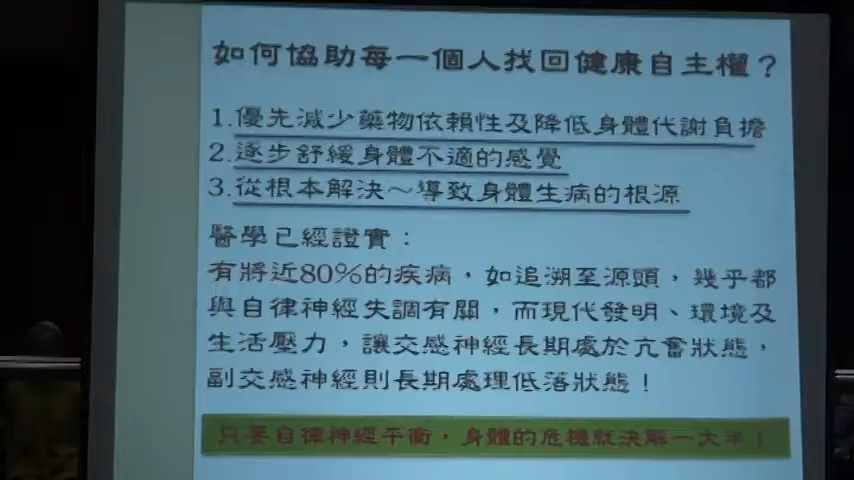 如何協助每一個人找回健康自主權？
1.優先減少藥物依賴性及降低身體代謝負擔
2.逐步舒緩身體不適的感覺
3.從根本解決～導致身體生病的根源
醫學已經證實：
有將近80%的疾病，如追溯至源頭，幾乎都
與自律神經失調有關，而現代發明、環境及
生活壓力，讓交感神經長期處於亢奮狀態，
副交感神經則長期處理低落狀態！
只要自律神經平衡，身體的危機就決解一大半！